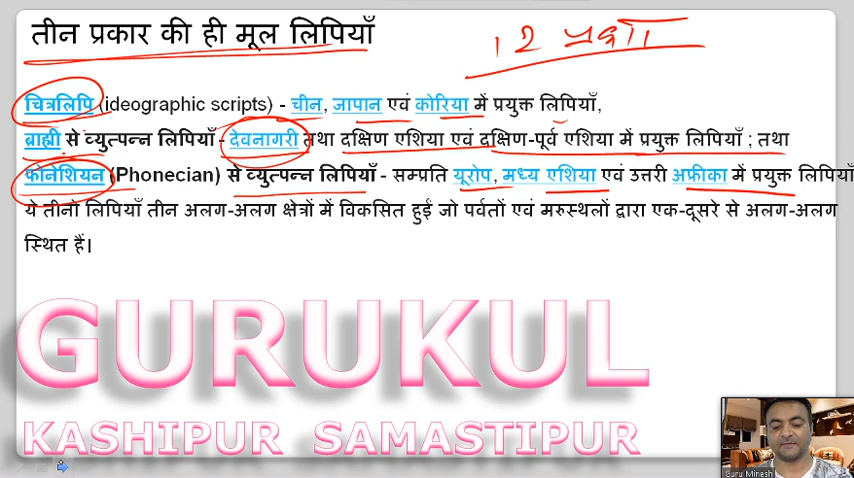 तीन प्रकार की ही मूल लिपियाँ
12
चित्रलिपि (ideographic scripts) - चीन, जापान एवं कोरिया में प्रयुक्त लिपियाँ,
ब्राह्मी से व्युत्पन्न लिपियाँ - देवनागरी तथा दक्षिण एशिया एवं दक्षिण-पूर्व एशिया में प्रयुक्त लिपियाँ ; तथा
फोनेशियन (Phonecian) से व्युत्पन्न लिपियाँ - सम्प्रति यूरोप, मध्य एशिया एवं उत्तरी अफ्रीका में प्रयुक्त लिपियाँ
ये तीनों लिपियाँ तीन अलग-अलग क्षेत्रों में विकसित हुईं जो पर्वतों एवं मरुस्थलों द्वारा एक-दूसरे से अलग-अलग
स्थित हैं।
GURUKUL
KASHIPUR SAMASTIPUR
Guru Minesh